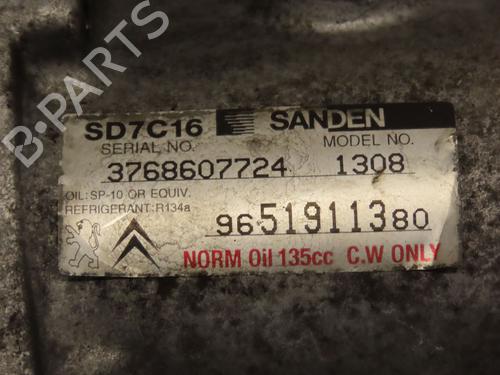 B-PARTS
SD7C16 SANDEN
SERIAL NO. MODEL NO.
3768607724 1308
OIL: SP-10 OR EQUIV.
REFRIGERANT: R134a
9651911380
NORM Oil 135cc C.W ONLY